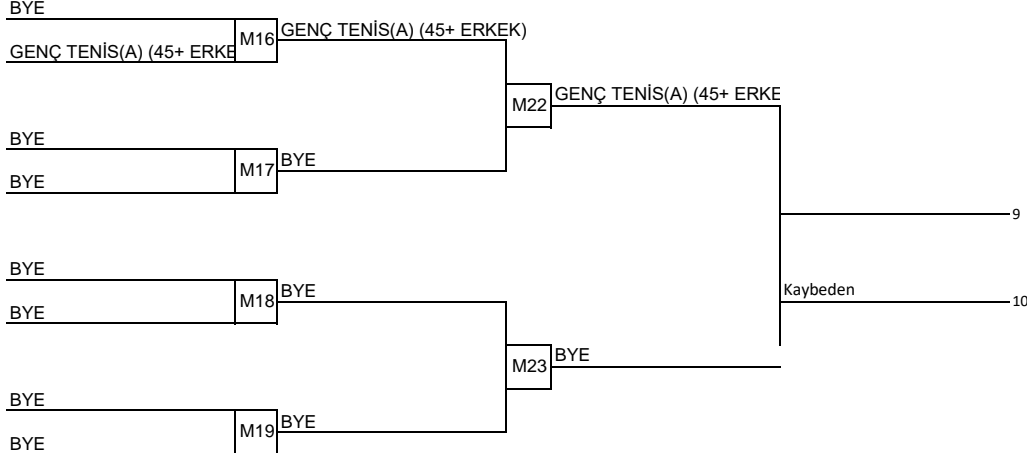 BYE
GENÇ TENİS(A) (45+ ERKE
M16
GENÇ TENİS(A) (45+ ERKEK)
M22
GENÇ TENİS(A) (45+ ERKE
BYE
BYE
M17
BYE
9
BYE
BYE
M18
BYE
Kaybeden
10
M23
BYE
BYE
BYE
M19
BYE